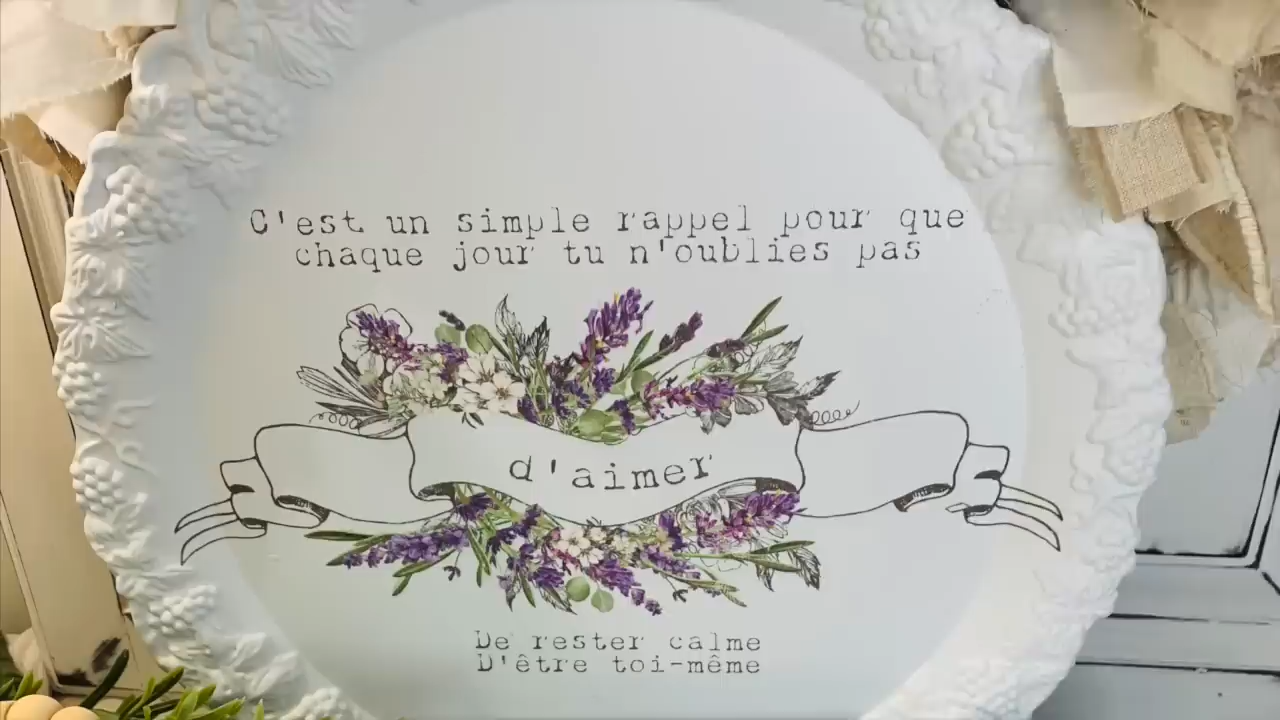 C'est un simple rappel pour que
chaque jour tu n'oublies pas
d'aimer
De rester calme
D'être toi-même